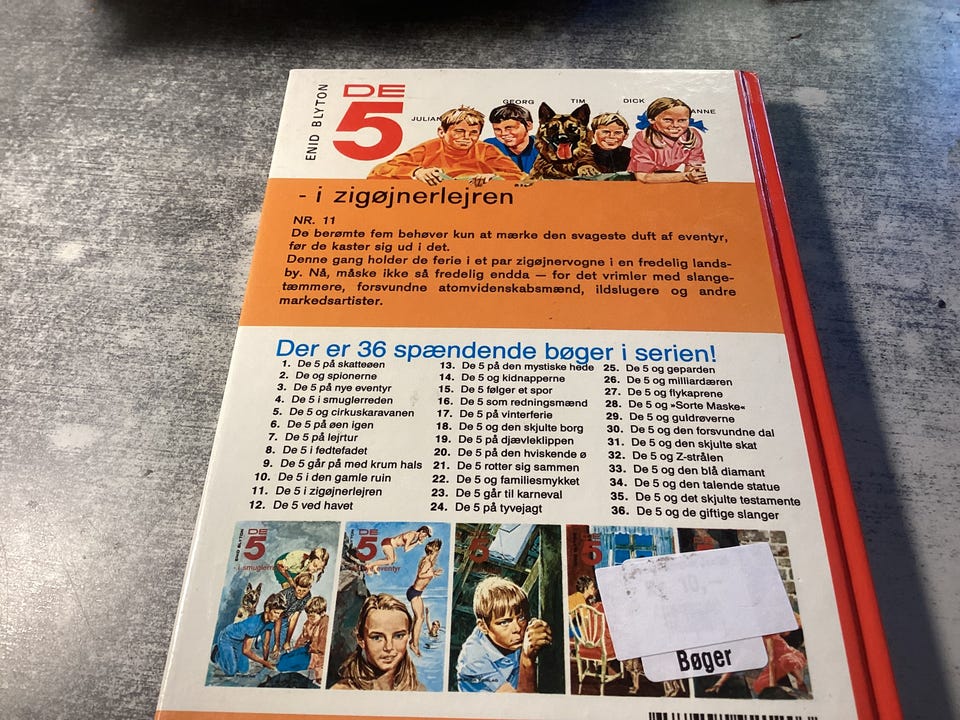 ENID BLYTON
DE
5
JULIAN
GEORG
TIM
DICK
ANNE
- i zigøjnerlejren
NR. 11
De berømte fem behøver kun at mærke den svageste duft af eventyr,
før de kaster sig ud i det.
Denne gang holder de ferie i et par zigøjnervogne i en fredelig lands-
by. Nå, måske ikke så fredelig endda — for det vrimler med slange-
tæmmere, forsvundne atomvidenskabsmænd, ildslugere og andre
markedsartister.
Der er 36 spændende bøger i serien!
1. De 5 på skatteøen
2. De og spionerne
3. De 5 på nye eventyr
4. De 5 i smuglerreden
5. De og cirkuskaravanen
6. De 5 på øen igen
7. De 5 på lejrtur
8. De 5 i fedtefadet
9. De 5 går på med krum hals
10. De 5 i den gamle ruin
11. De 5 i zigøjnerlejren
12. De 5 ved havet
13. De 5 på den mystiske hede
14. De 5 og kidnapperne
15. De 5 følger et spor
16. De 5 som redningsmænd
17. De 5 på vinterferie
18. De 5 og den skjulte borg
19. De 5 på djævleklippen
20. De 5 på den hviskende ø
21. De 5 rotter sig sammen
22. De 5 og familiesmykket
23. De 5 går til karneval
24. De 5 på tyvejagt
25. De 5 og geparden
26. De 5 og milliardæren
27. De 5 og flykaprene
28. De 5 og »Sorte Maske«
29. De 5 og guldrøverne
30. De 5 og den forsvundne dal
31. De 5 og den skjulte skat
32. De 5 og Z-strålen
33. De 5 og den blå diamant
34. De 5 og den talende statue
35. De 5 og det skjulte testamente
36. De 5 og de giftige slanger
ENID BLYTON
DE
5
- i smuglerre
DE
5
eventyr
5
DE
5
10,
Bøger